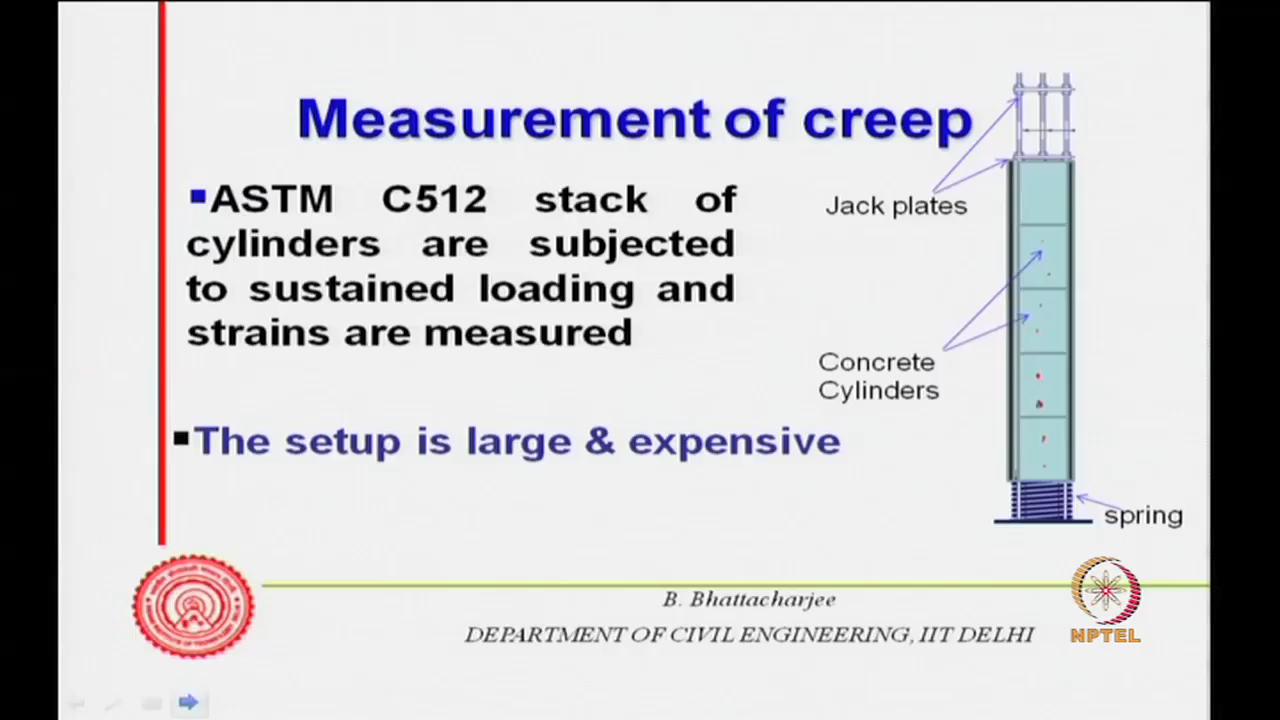 Measurement of creep
▪ASTM C512 stack of
cylinders are subjected
to sustained loading and
strains are measured
▪The setup is large & expensive
Jack plates
Concrete
Cylinders
spring
B. Bhattacharjee
DEPARTMENT OF CIVIL ENGINEERING, IIT DELHI
NPTEL